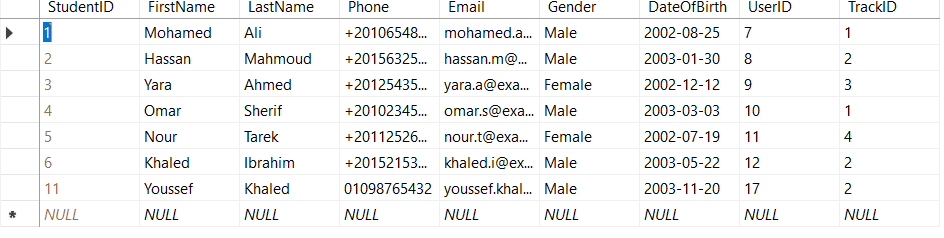 StudentID FirstName LastName Phone Email Gender DateOfBirth UserID TrackID
1 Mohamed Ali +20106548... mohamed.a... Male 2002-08-25 7 1
2 Hassan Mahmoud +20156325... hassan.m@... Male 2003-01-30 8 2
3 Yara Ahmed +20125435... yara.a@exa... Female 2002-12-12 9 3
4 Omar Sherif +20102345... omar.s@exa... Male 2003-03-03 10 1
5 Nour Tarek +20112526... nour.t@exa... Female 2002-07-19 11 4
6 Khaled Ibrahim +20152153... khaled.i@ex... Male 2003-05-22 12 2
11 Youssef Khaled 01098765432 youssef.khal... Male 2003-11-20 17 2
* NULL NULL NULL NULL NULL NULL NULL NULL NULL